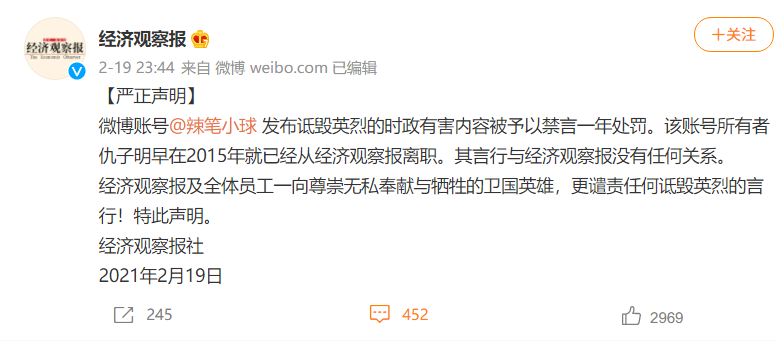 经济观察报
The Economic Observer
经济观察报
+关注
2-19 23:44 来自 微博 weibo.com 已编辑
【严正声明】
微博账号@辣笔小球 发布诋毁英烈的时政有害内容被予以禁言一年处罚。该账号所有者
仇子明早在2015年就已经从经济观察报离职。其言行与经济观察报没有任何关系。
经济观察报及全体员工一向尊崇无私奉献与牺牲的卫国英雄，更谴责任何诋毁英烈的言
行！特此声明。
经济观察报社
2021年2月19日
245
452
2969